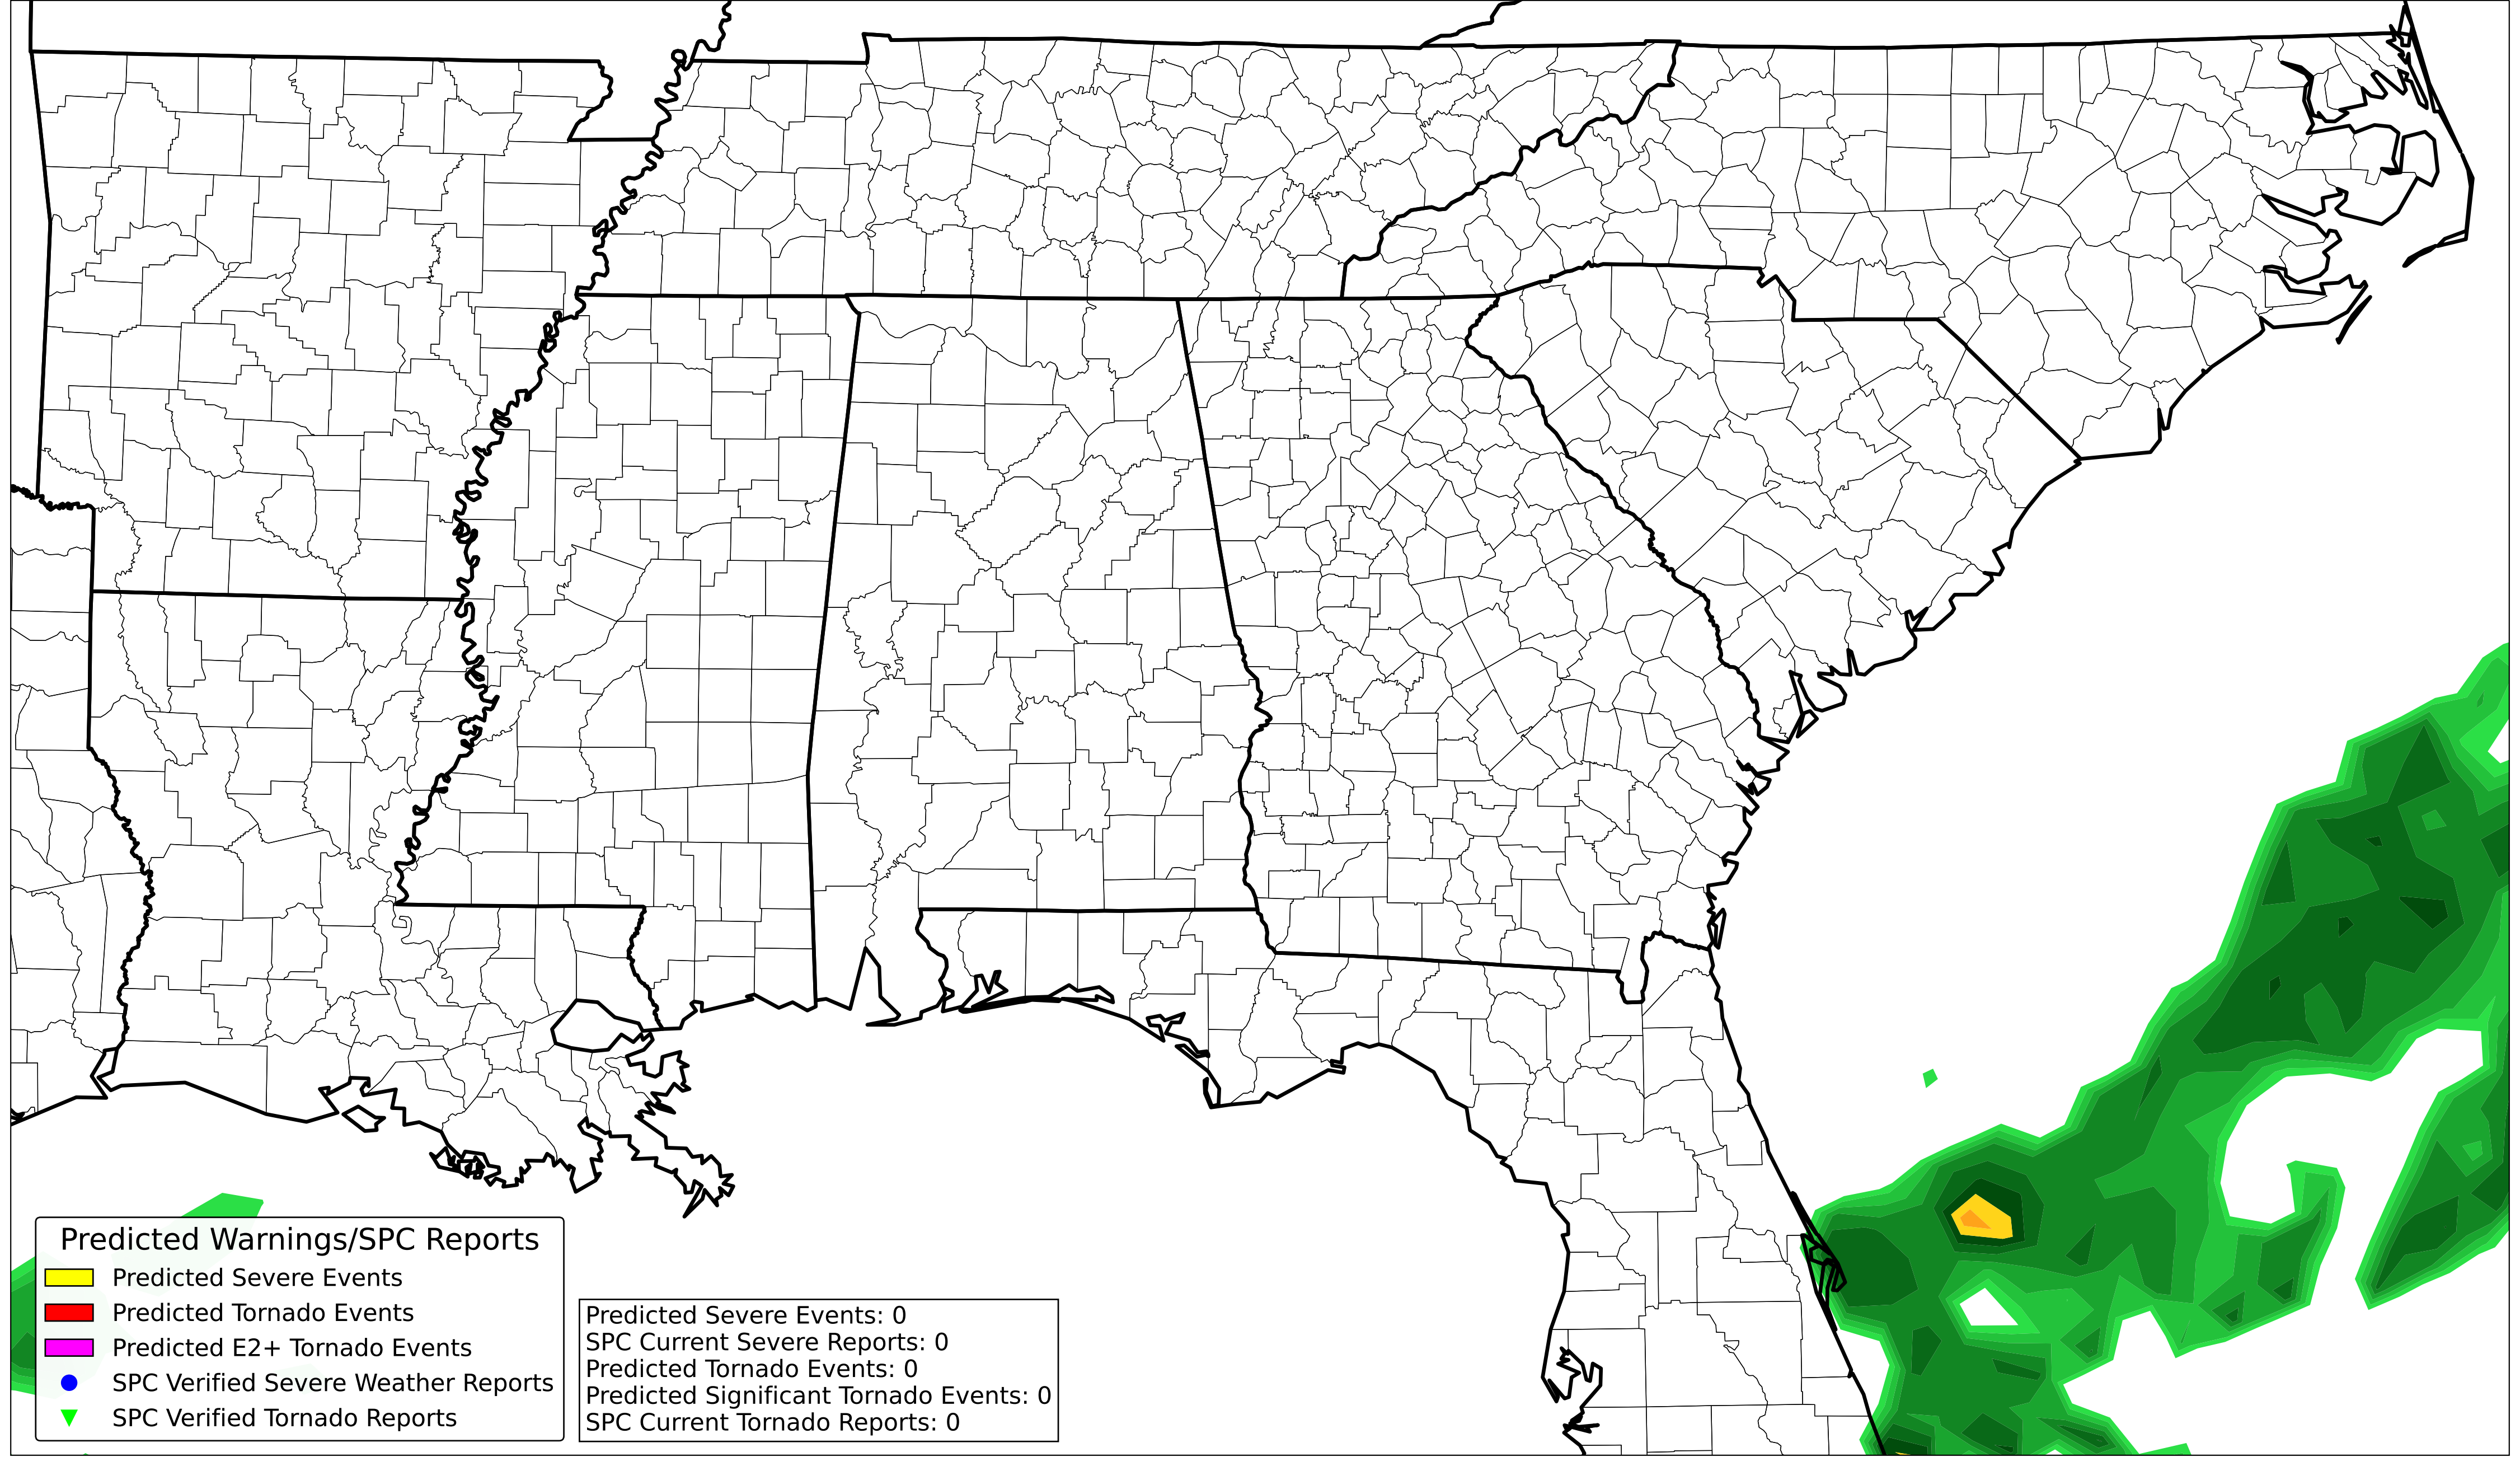 Predicted Warnings/SPC Reports
Predicted Severe Events
Predicted Tornado Events
Predicted E2+ Tornado Events
SPC Verified Severe Weather Reports
SPC Verified Tornado Reports
Predicted Severe Events: 0
SPC Current Severe Reports: 0
Predicted Tornado Events: 0
Predicted Significant Tornado Events: 0
SPC Current Tornado Reports: 0